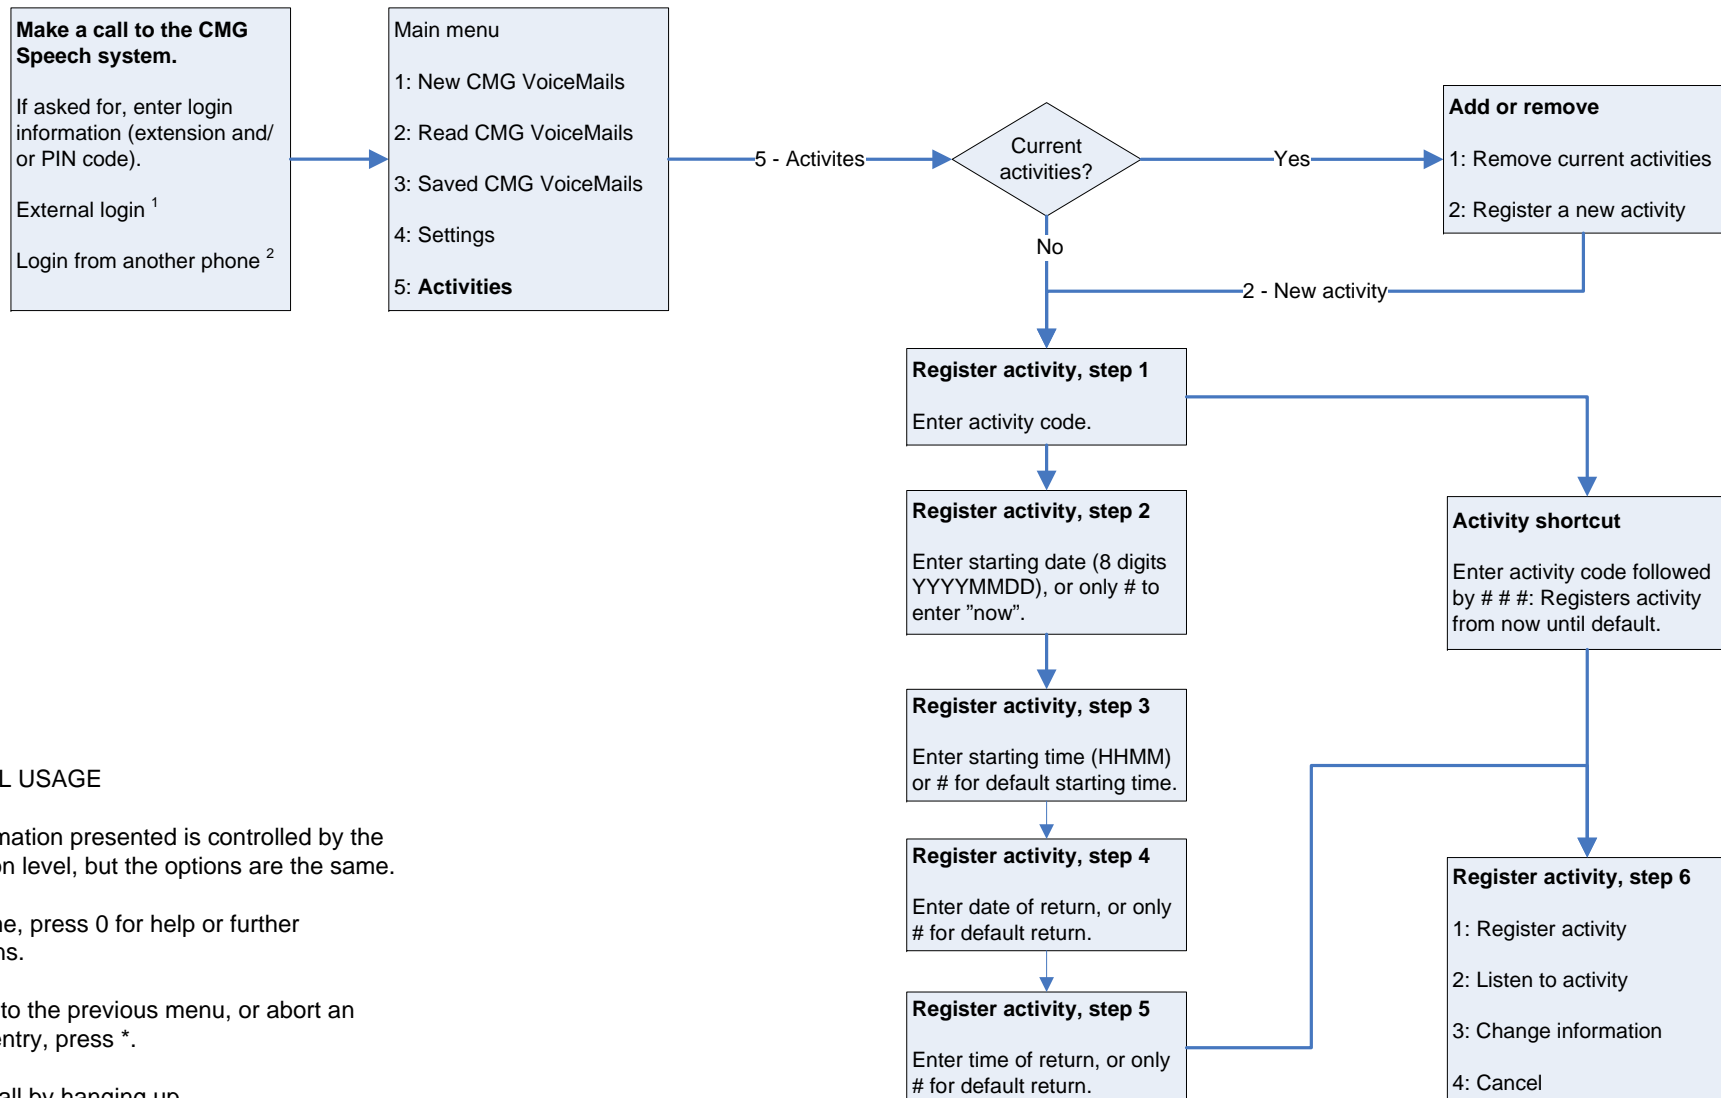 Make a call to the CMG
Speech system.
If asked for, enter login
information (extension and/
or PIN code).
External login 1
Login from another phone 2
Main menu
1: New CMG VoiceMails
2: Read CMG VoiceMails
3: Saved CMG VoiceMails
4: Settings
5: Activities
5 - Activites
Current
activities?
Yes
No
Add or remove
1: Remove current activities
2: Register a new activity
2 - New activity
Register activity, step 1
Enter activity code.
Register activity, step 2
Enter starting date (8 digits
YYYYMMDD), or only # to
enter ”now”.
Activity shortcut
Enter activity code followed
by # # #: Registers activity
from now until default.
Register activity, step 3
Enter starting time (HHMM)
or # for default starting time.
Register activity, step 4
Enter date of return, or only
# for default return.
Register activity, step 5
Enter time of return, or only
# for default return.
Register activity, step 6
1: Register activity
2: Listen to activity
3: Change information
4: Cancel
L USAGE
mation presented is controlled by the
on level, but the options are the same.
ne, press 0 for help or further
ns.
to the previous menu, or abort an
entry, press *.
all by hanging up